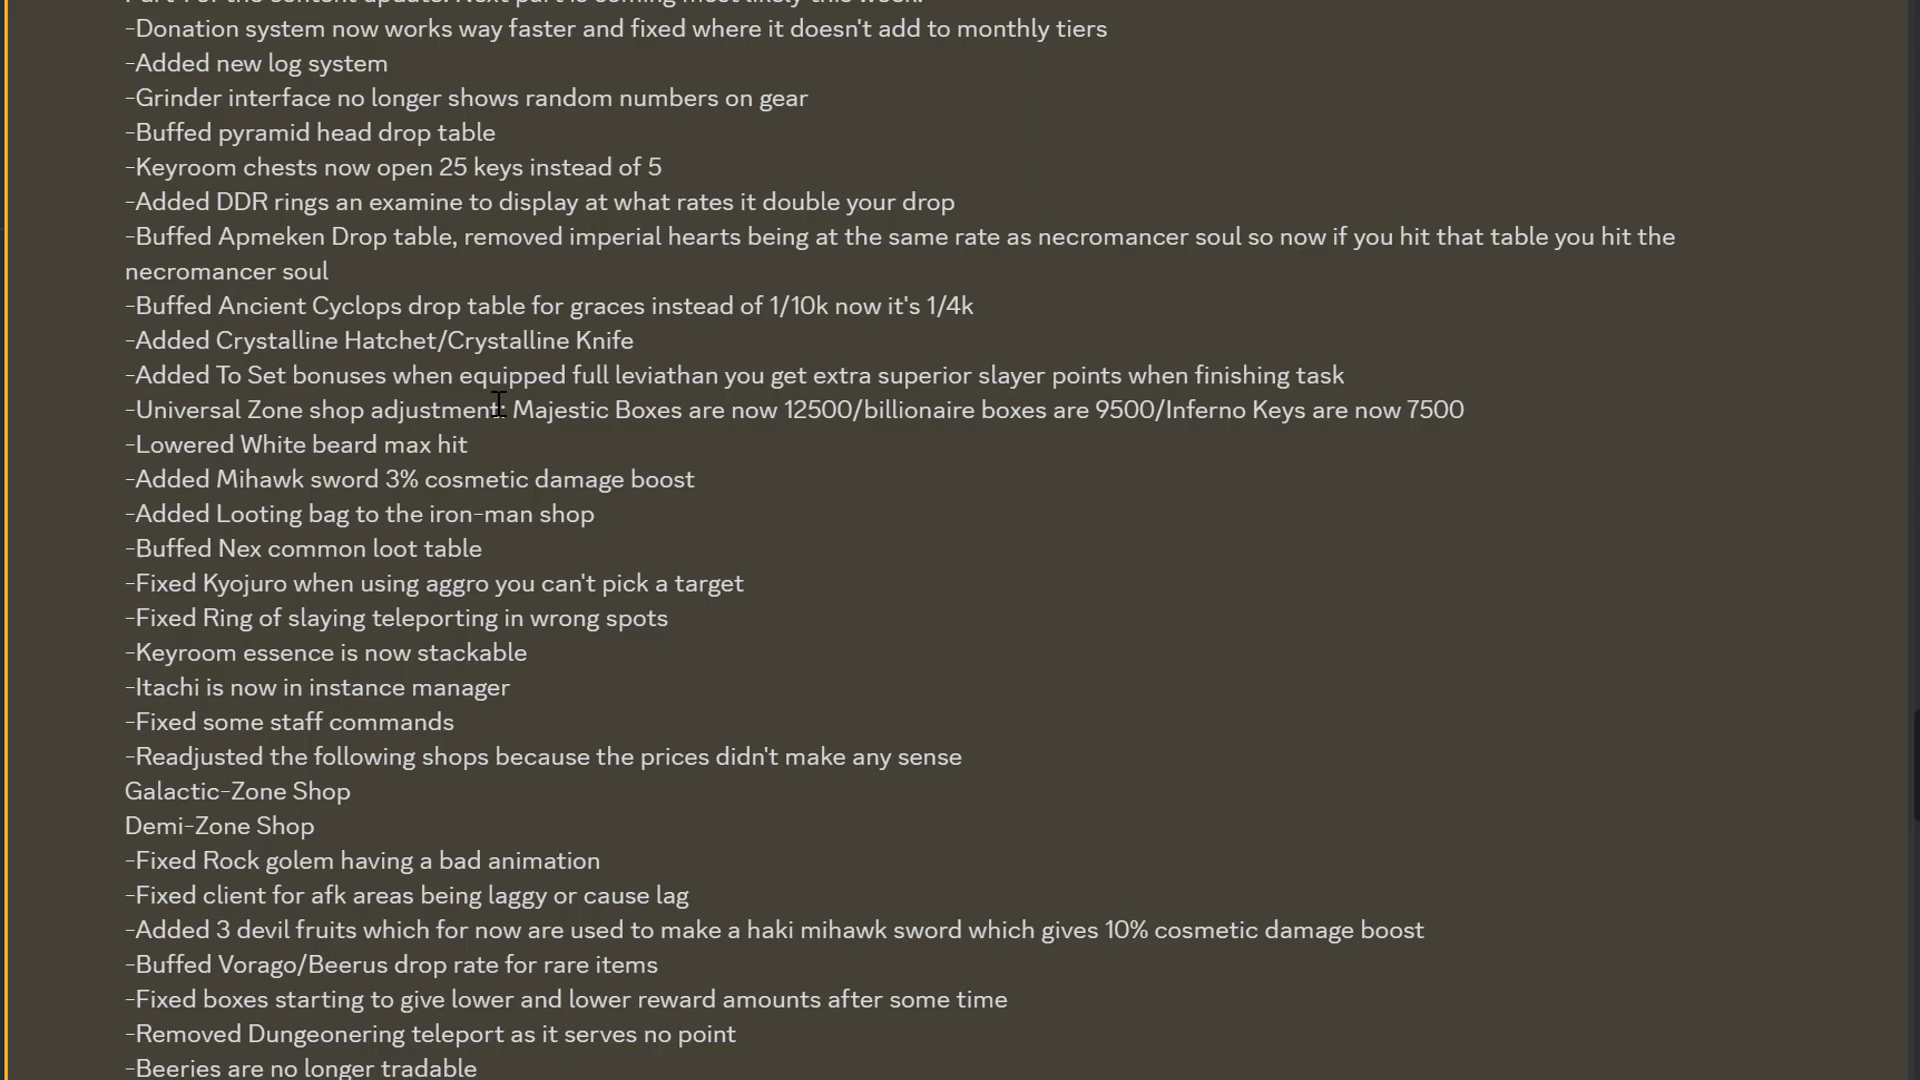 -Donation system now works way faster and fixed where it doesn't add to monthly tiers
-Added new log system
-Grinder interface no longer shows random numbers on gear
-Buffed pyramid head drop table
-Keyroom chests now open 25 keys instead of 5
-Added DDR rings an examine to display at what rates it double your drop
-Buffed Apmeken Drop table, removed imperial hearts being at the same rate as necromancer soul so now if you hit that table you hit the
necromancer soul
-Buffed Ancient Cyclops drop table for graces instead of 1/10k now it's 1/4k
-Added Crystalline Hatchet/Crystalline Knife
-Added To Set bonuses when equipped full leviathan you get extra superior slayer points when finishing task
-Universal Zone shop adjustment: Majestic Boxes are now 12500/billionaire boxes are 9500/Inferno Keys are now 7500
-Lowered White beard max hit
-Added Mihawk sword 3% cosmetic damage boost
-Added Looting bag to the iron-man shop
-Buffed Nex common loot table
-Fixed Kyojuro when using aggro you can't pick a target
-Fixed Ring of slaying teleporting in wrong spots
-Keyroom essence is now stackable
-Itachi is now in instance manager
-Fixed some staff commands
-Readjusted the following shops because the prices didn't make any sense
Galactic-Zone Shop
Demi-Zone Shop
-Fixed Rock golem having a bad animation
-Fixed client for afk areas being laggy or cause lag
-Added 3 devil fruits which for now are used to make a haki mihawk sword which gives 10% cosmetic damage boost
-Buffed Vorago/Beerus drop rate for rare items
-Fixed boxes starting to give lower and lower reward amounts after some time
-Removed Dungeonering teleport as it serves no point
-Beeries are no longer tradable